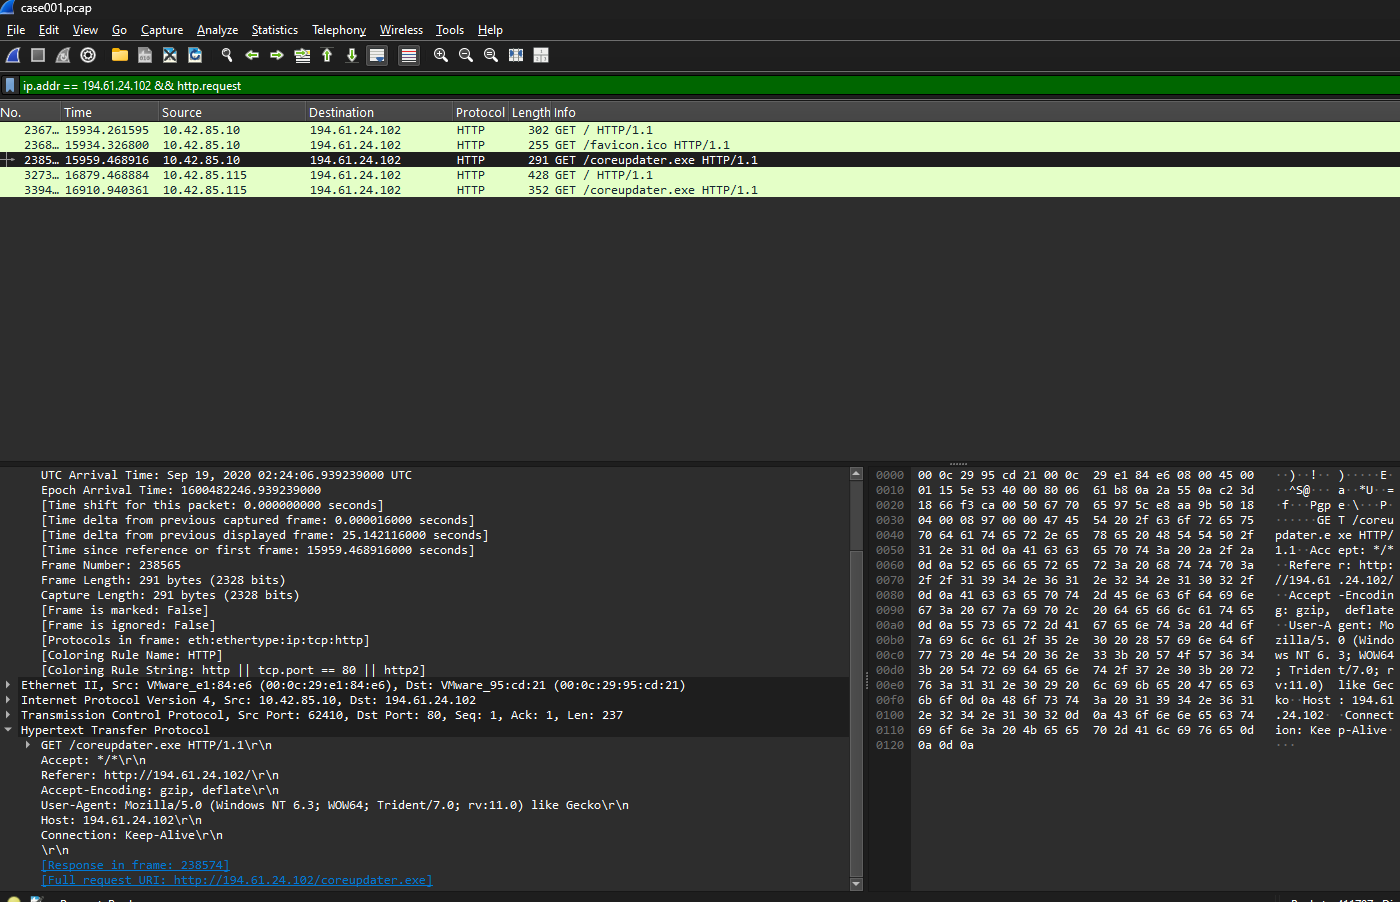 case001.pcap
File Edit View Go Capture Analyze Statistics Telephony Wireless Tools Help
ip.addr == 194.61.24.102 && http.request
No. Time Source Destination Protocol Length Info
2367… 15934.261595 10.42.85.10 194.61.24.102 HTTP 302 GET / HTTP/1.1
2368… 15934.326800 10.42.85.10 194.61.24.102 HTTP 255 GET /favicon.ico HTTP/1.1
2385… 15959.468916 10.42.85.10 194.61.24.102 HTTP 291 GET /coreupdater.exe HTTP/1.1
3273… 16879.468884 10.42.85.115 194.61.24.102 HTTP 428 GET / HTTP/1.1
3394… 16910.940361 10.42.85.115 194.61.24.102 HTTP 352 GET /coreupdater.exe HTTP/1.1
UTC Arrival Time: Sep 19, 2020 02:24:06.939239000 UTC
Epoch Arrival Time: 1600482246.939239000
[Time shift for this packet: 0.000000000 seconds]
[Time delta from previous captured frame: 0.000016000 seconds]
[Time delta from previous displayed frame: 25.142116000 seconds]
[Time since reference or first frame: 15959.468916000 seconds]
Frame Number: 238565
Frame Length: 291 bytes (2328 bits)
Capture Length: 291 bytes (2328 bits)
[Frame is marked: False]
[Frame is ignored: False]
[Protocols in frame: eth:ethertype:ip:tcp:http]
[Coloring Rule Name: HTTP]
[Coloring Rule String: http || tcp.port == 80 || http2]
Ethernet II, Src: VMware_e1:84:e6 (00:0c:29:e1:84:e6), Dst: VMware_95:cd:21 (00:0c:29:95:cd:21)
Internet Protocol Version 4, Src: 10.42.85.10, Dst: 194.61.24.102
Transmission Control Protocol, Src Port: 62410, Dst Port: 80, Seq: 1, Ack: 1, Len: 237
Hypertext Transfer Protocol
GET /coreupdater.exe HTTP/1.1\r\n
Accept: */*\r\n
Referer: http://194.61.24.102/\r\n
Accept-Encoding: gzip, deflate\r\n
User-Agent: Mozilla/5.0 (Windows NT 6.3; WOW64; Trident/7.0; rv:11.0) like Gecko\r\n
Host: 194.61.24.102\r\n
Connection: Keep-Alive\r\n
\r\n
[Response in frame: 238574]
[Full request URI: http://194.61.24.102/coreupdater.exe]
0000 00 0c 29 95 cd 21 00 0c 29 e1 84 e6 08 00 45 00 ··)··!·· )·····E·
0010 01 15 5e 53 40 00 80 06 61 b8 0a 2a 55 0a c2 3d ··^S@··· a··*U··=
0020 18 66 f3 ca 00 50 67 70 65 97 5c e8 aa 9b 50 18 ·f···Pgp e·\···P·
0030 04 00 08 97 00 00 47 45 54 20 2f 63 6f 72 65 75 ······GE T /coreu
0040 70 64 61 74 65 72 2e 65 78 65 20 48 54 54 50 2f pdater.e xe HTTP/
0050 31 2e 31 0d 0a 41 63 63 65 70 74 3a 20 2a 2f 2a 1.1··Acc ept: */*
0060 0d 0a 52 65 66 65 72 65 72 3a 20 68 74 74 70 3a ··Refere r: http:
0070 2f 2f 31 39 34 2e 36 31 2e 32 34 2e 31 30 32 2f //194.61 .24.102/
0080 0d 0a 41 63 63 65 70 74 2d 45 6e 63 6f 64 69 6e ··Accept -Encodin
0090 67 3a 20 67 7a 69 70 2c 20 64 65 66 6c 61 74 65 g: gzip,  deflate
00a0 0d 0a 55 73 65 72 2d 41 67 65 6e 74 3a 20 4d 6f ··User-A gent: Mo
00b0 7a 69 6c 6c 61 2f 35 2e 30 20 28 57 69 6e 64 6f zilla/5. 0 (Windo
00c0 77 73 20 4e 54 20 36 2e 33 3b 20 57 4f 57 36 34 ws NT 6. 3; WOW64
00d0 3b 20 54 72 69 64 65 6e 74 2f 37 2e 30 3b 20 72 ; Triden t/7.0; r
00e0 76 3a 31 31 2e 30 29 20 6c 69 6b 65 20 47 65 63 v:11.0)  like Gec
00f0 6b 6f 0d 0a 48 6f 73 74 3a 20 31 39 34 2e 36 31 ko··Host : 194.61
0100 2e 32 34 2e 31 30 32 0d 0a 43 6f 6e 6e 65 63 74 .24.102· ·Connect
0110 69 6f 6e 3a 20 4b 65 65 70 2d 41 6c 69 76 65 0d ion: Kee p-Alive·
0120 0a 0d 0a ···